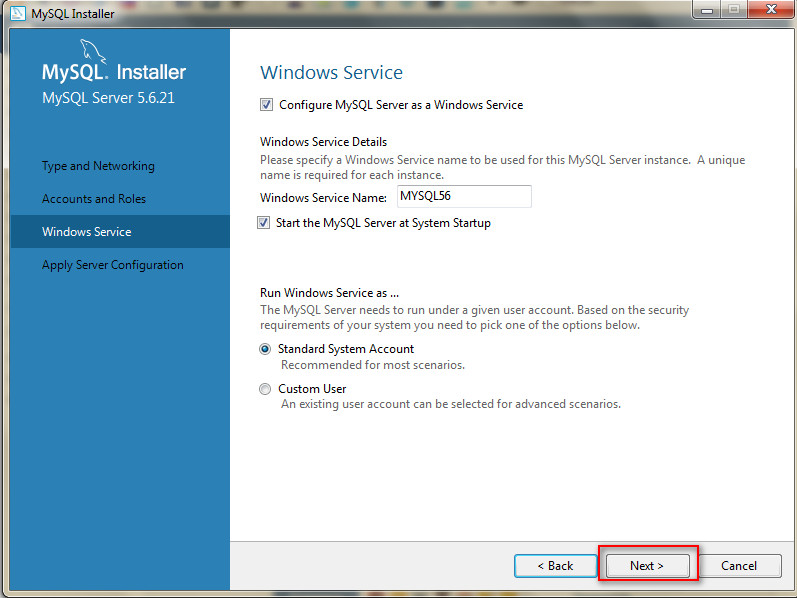 MySQL Installer
MySQL. Installer
MySQL Server 5.6.21
Type and Networking
Accounts and Roles
Windows Service
Apply Server Configuration
Windows Service
Configure MySQL Server as a Windows Service
Windows Service Details
Please specify a Windows Service name to be used for this MySQL Server instance. A unique
name is required for each instance.
Windows Service Name: MYSQL56
Start the MySQL Server at System Startup
Run Windows Service as ...
The MySQL Server needs to run under a given user account. Based on the security
requirements of your system you need to pick one of the options below.
Standard System Account
Recommended for most scenarios.
Custom User
An existing user account can be selected for advanced scenarios.
< Back Next > Cancel